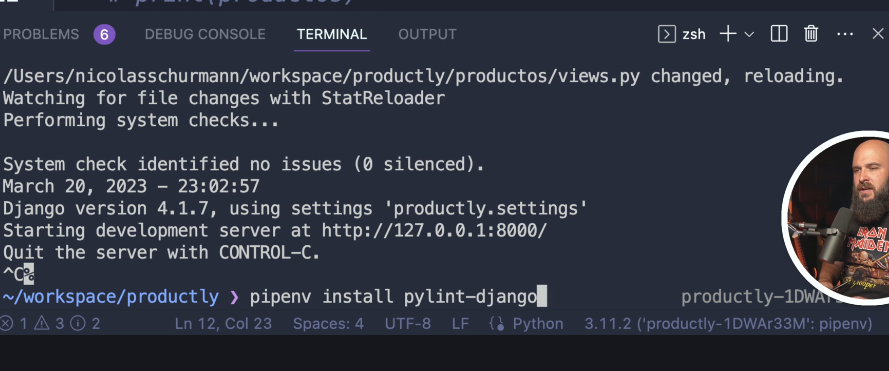 # print(productos)
PROBLEMS 6 DEBUG CONSOLE TERMINAL OUTPUT zsh
/Users/nicolasschurmann/workspace/productly/productos/views.py changed, reloading.
Watching for file changes with StatReloader
Performing system checks...
System check identified no issues (0 silenced).
March 20, 2023 - 23:02:57
Django version 4.1.7, using settings 'productly.settings'
Starting development server at http://127.0.0.1:8000/
Quit the server with CONTROL-C.
^C%
~/workspace/productly ❯ pipenv install pylint-django productly-1DWAr
IRON MAIDEN
1 3 2 Ln 12, Col 23 Spaces: 4 UTF-8 LF Python 3.11.2 ('productly-1DWAr33M': pipenv)